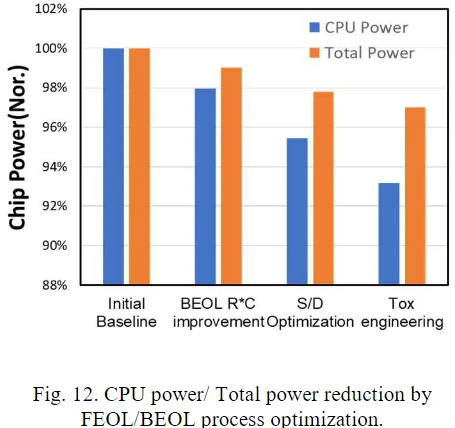 102%
100%
98%
96%
94%
92%
90%
88%
Chip Power(Nor.)
CPU Power
Total Power
Initial
Baseline
BEOL R*C
improvement
S/D
Optimization
Tox
engineering
Fig. 12. CPU power/ Total power reduction by
FEOL/BEOL process optimization.